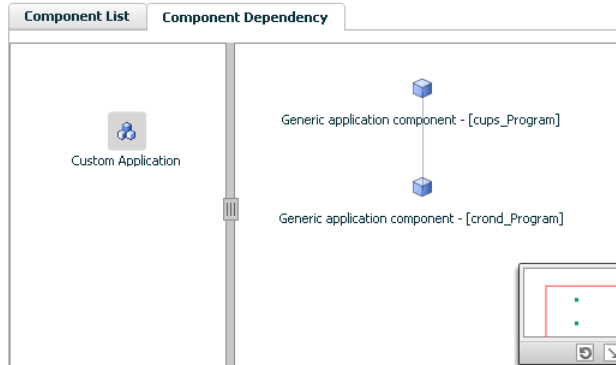 Component List
Component Dependency
Generic application component - [cups_Program]
Custom Application
Generic application component - [crond_Program]